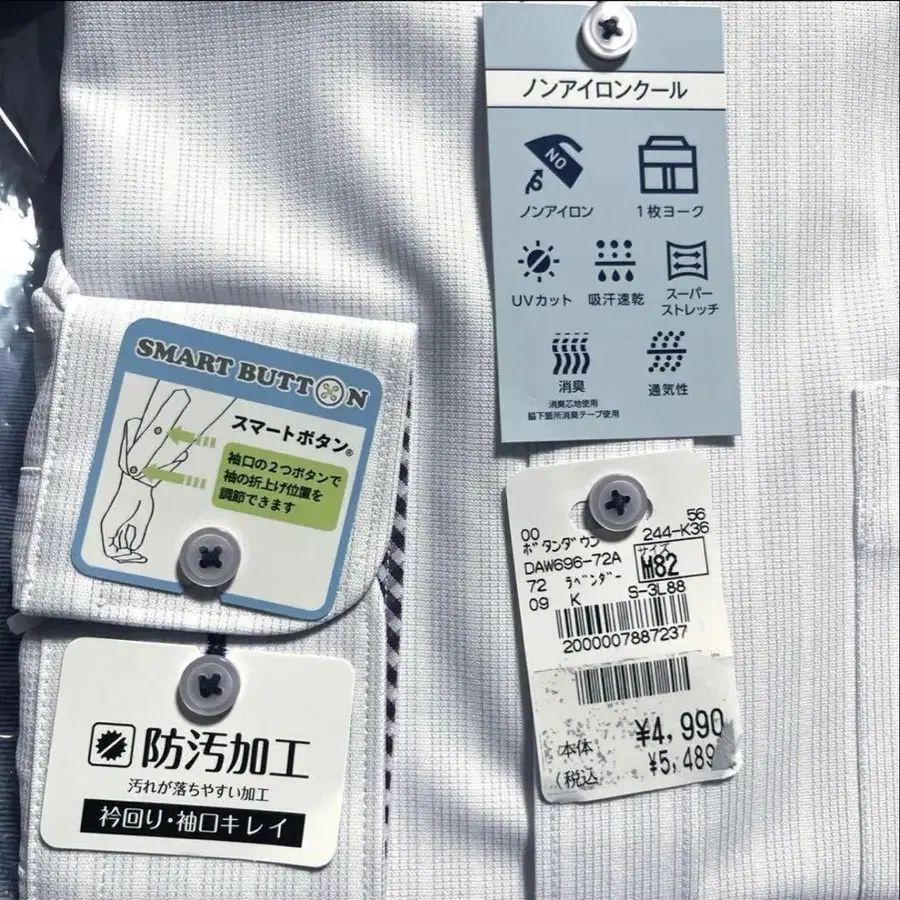 ノンアイロンクール
NO
ノンアイロン
1枚ヨーク
UVカット
吸汗速乾
スーパー
ストレッチ
消臭
消臭芯地使用
脇下箇所消臭テープ使用
通気性
SMART BUTTON
スマートボタン®
袖口の2つボタンで
袖の折上げ位置を
調節できます
防汚加工
汚れが落ちやすい加工
衿回り・袖口キレイ
00 56
ボタンダウン 244-K36
DAW696-72A サイズ
72 ラベンダー M82
09 K S-3L88
2000007887237
本体 ¥4,990
(税込 ¥5,489